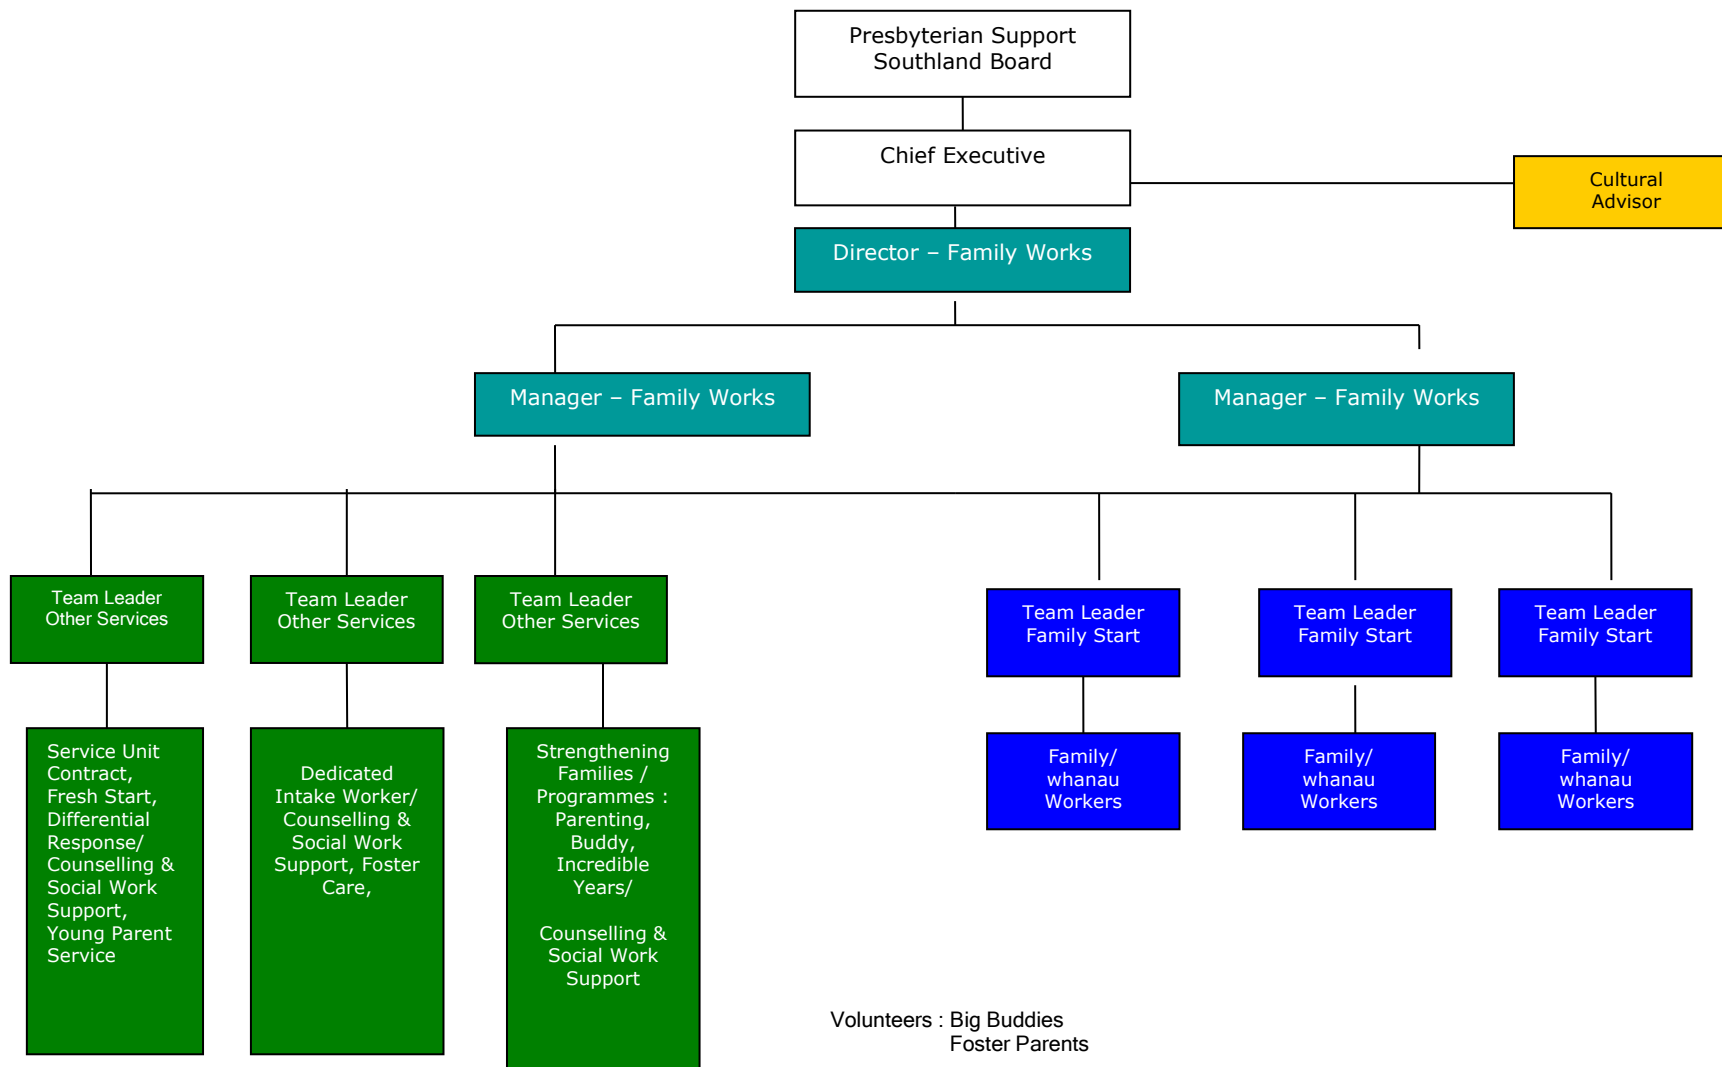 Presbyterian Support
Southland Board
Chief Executive
Cultural
Advisor
Director – Family Works
Manager – Family Works
Manager – Family Works
Team Leader
Other Services
Team Leader
Other Services
Team Leader
Other Services
Team Leader
Family Start
Team Leader
Family Start
Team Leader
Family Start
Service Unit
Contract,
Fresh Start,
Differential
Response/
Counselling &
Social Work
Support,
Young Parent
Service
Dedicated
Intake Worker/
Counselling &
Social Work
Support, Foster
Care,
Strengthening
Families /
Programmes :
Parenting,
Buddy,
Incredible
Years/
Counselling &
Social Work
Support
Family/
whanau
Workers
Family/
whanau
Workers
Family/
whanau
Workers
Volunteers : Big Buddies
Foster Parents